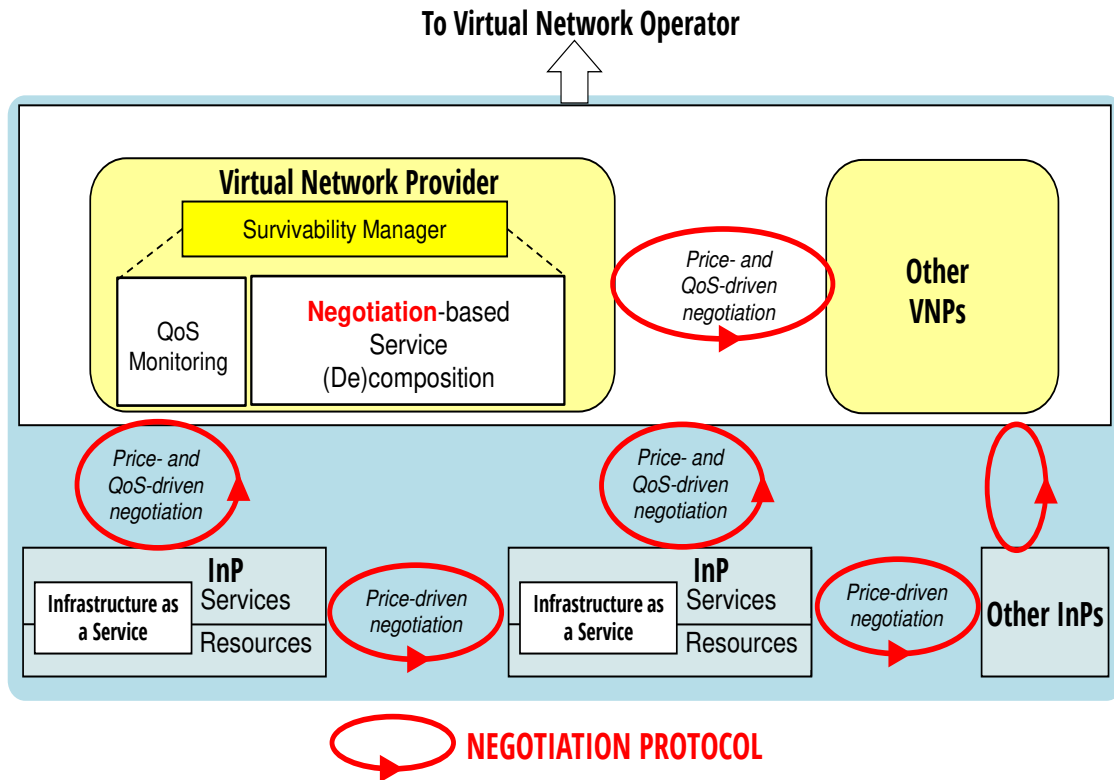 To Virtual Network Operator
Virtual Network Provider
Survivability Manager
QoS
Monitoring
Negotiation-based
Service
(De)composition
Price- and
QoS-driven
negotiation
Other
VNPs
Price- and
QoS-driven
negotiation
Price- and
QoS-driven
negotiation
InP
Infrastructure as
a Service
Services
Resources
Price-driven
negotiation
InP
Infrastructure as
a Service
Services
Resources
Price-driven
negotiation
Other InPs
NEGOTIATION PROTOCOL